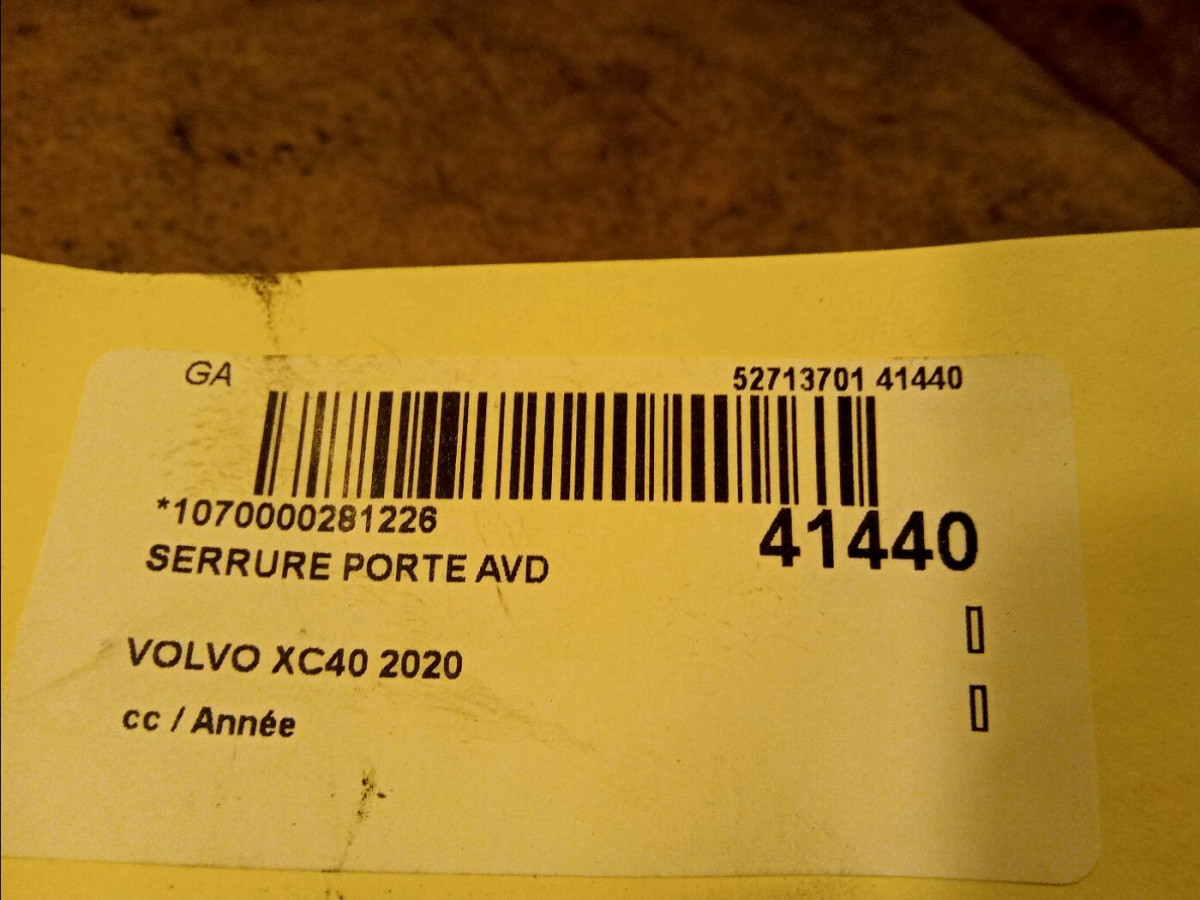 GA
52713701 41440
*1070000281226
41440
SERRURE PORTE AVD
VOLVO XC40 2020
cc / Année